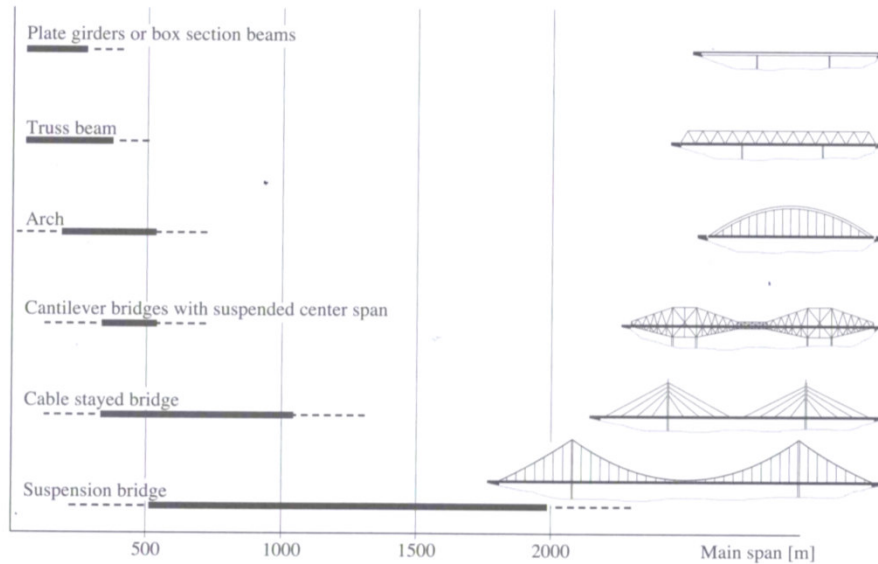 Plate girders or box section beams
Truss beam
Arch
Cantilever bridges with suspended center span
Cable stayed bridge
Suspension bridge
500 1000 1500 2000 Main span [m]